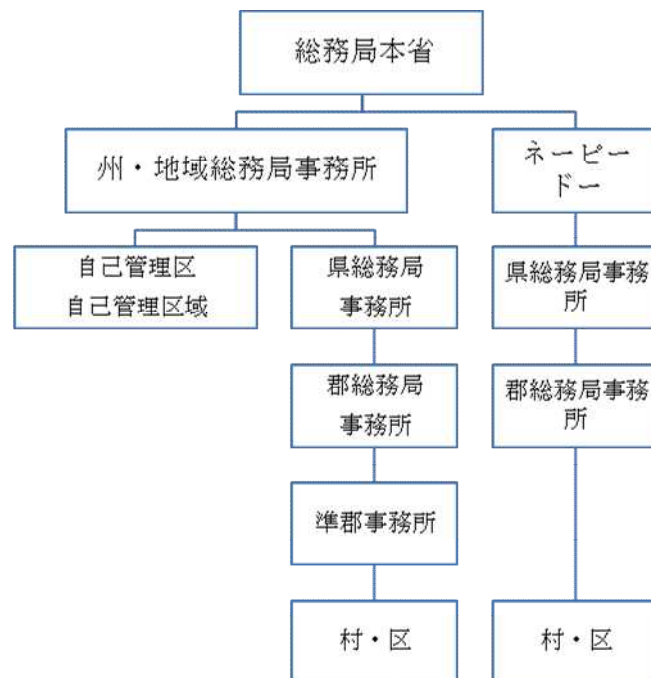 総務局本省
州・地域総務局事務所
ネーピー
ドー
自己管理区
自己管理区域
県総務局
事務所
県総務局事務
所
郡総務局
事務所
郡総務局事務
所
準郡事務所
村・区
村・区